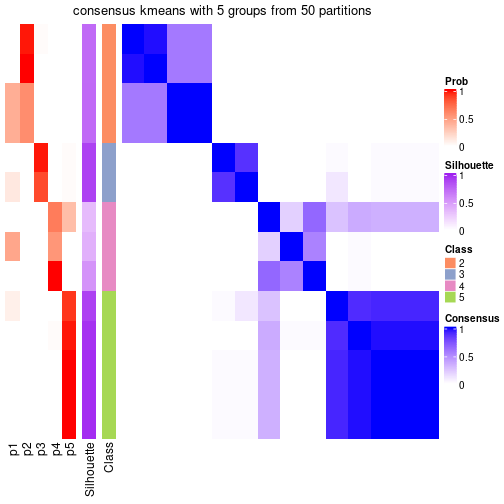 consensus kmeans with 5 groups from 50 partitions
Prob
1
0.5
0
Silhouette
1
0.5
0
Class
2
3
4
5
Consensus
1
0.5
0
p1
p2
p3
p4
p5
Silhouette
Class